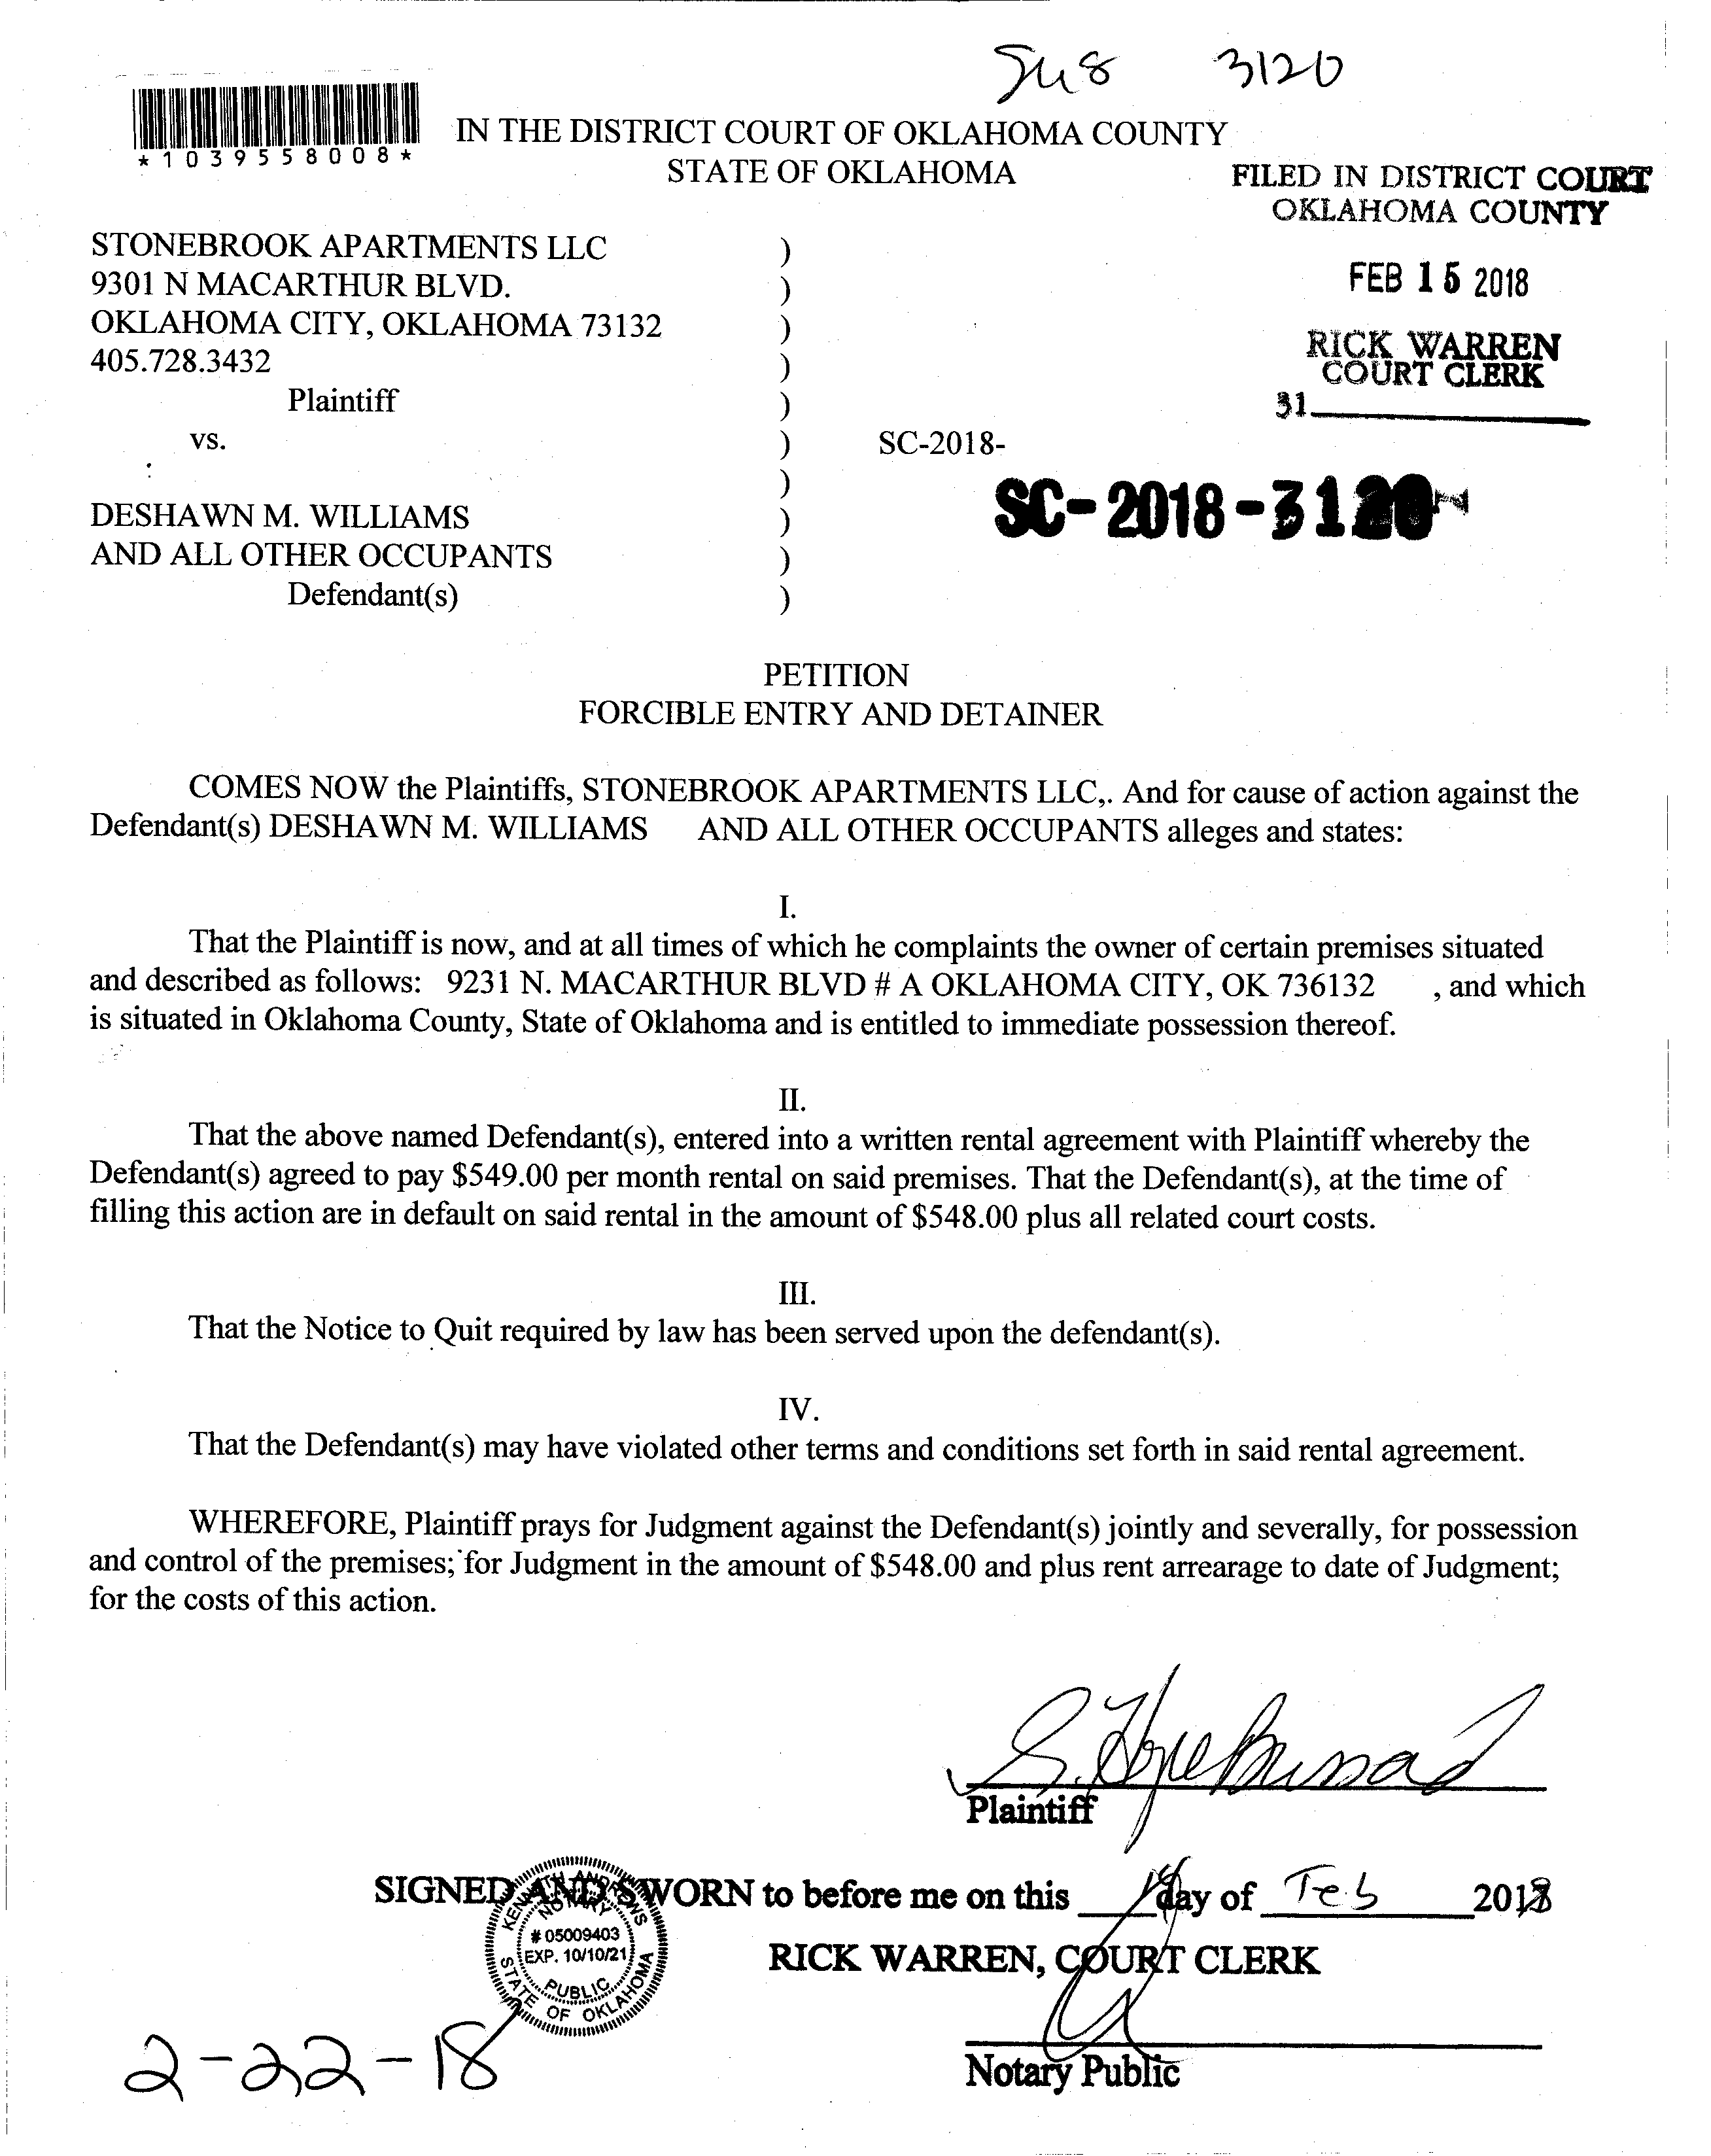 548 3120
*1039558008*
IN THE DISTRICT COURT OF OKLAHOMA COUNTY
STATE OF OKLAHOMA
FILED IN DISTRICT COURT
OKLAHOMA COUNTY
FEB 15 2018
RICK WARREN
COURT CLERK
31
STONEBROOK APARTMENTS LLC )
9301 N MACARTHUR BLVD. )
OKLAHOMA CITY, OKLAHOMA 73132 )
405.728.3432 )
Plaintiff )
vs. ) SC-2018-
)
SC-2018-3120
DESHAWN M. WILLIAMS )
AND ALL OTHER OCCUPANTS )
Defendant(s) )
PETITION
FORCIBLE ENTRY AND DETAINER
COMES NOW the Plaintiffs, STONEBROOK APARTMENTS LLC,. And for cause of action against the
Defendant(s) DESHAWN M. WILLIAMS AND ALL OTHER OCCUPANTS alleges and states:
I.
That the Plaintiff is now, and at all times of which he complaints the owner of certain premises situated
and described as follows: 9231 N. MACARTHUR BLVD # A OKLAHOMA CITY, OK 736132 , and which
is situated in Oklahoma County, State of Oklahoma and is entitled to immediate possession thereof.
II.
That the above named Defendant(s), entered into a written rental agreement with Plaintiff whereby the
Defendant(s) agreed to pay $549.00 per month rental on said premises. That the Defendant(s), at the time of
filling this action are in default on said rental in the amount of $548.00 plus all related court costs.
III.
That the Notice to Quit required by law has been served upon the defendant(s).
IV.
That the Defendant(s) may have violated other terms and conditions set forth in said rental agreement.
WHEREFORE, Plaintiff prays for Judgment against the Defendant(s) jointly and severally, for possession
and control of the premises; for Judgment in the amount of $548.00 and plus rent arrearage to date of Judgment;
for the costs of this action.
Plaintiff
SIGNED AND SWORN to before me on this day of Feb 2018
KENNETH ANDREWS
NOTARY
# 05009403
EXP. 10/10/21
PUBLIC
STATE OF OKLAHOMA
RICK WARREN, COURT CLERK
Notary Public
2-22-18